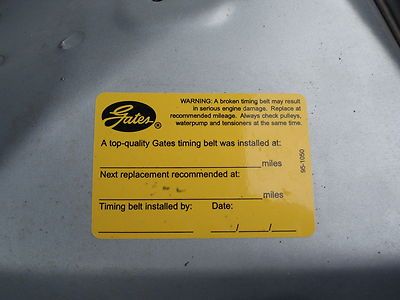 Gates®
WARNING: A broken timing belt may result
in serious engine damage. Replace at
recommended mileage. Always check pulleys,
waterpump and tensioners at the same time.
A top-quality Gates timing belt was installed at:
miles
Next replacement recommended at:
miles
Timing belt installed by: Date:
/ /
95-1050